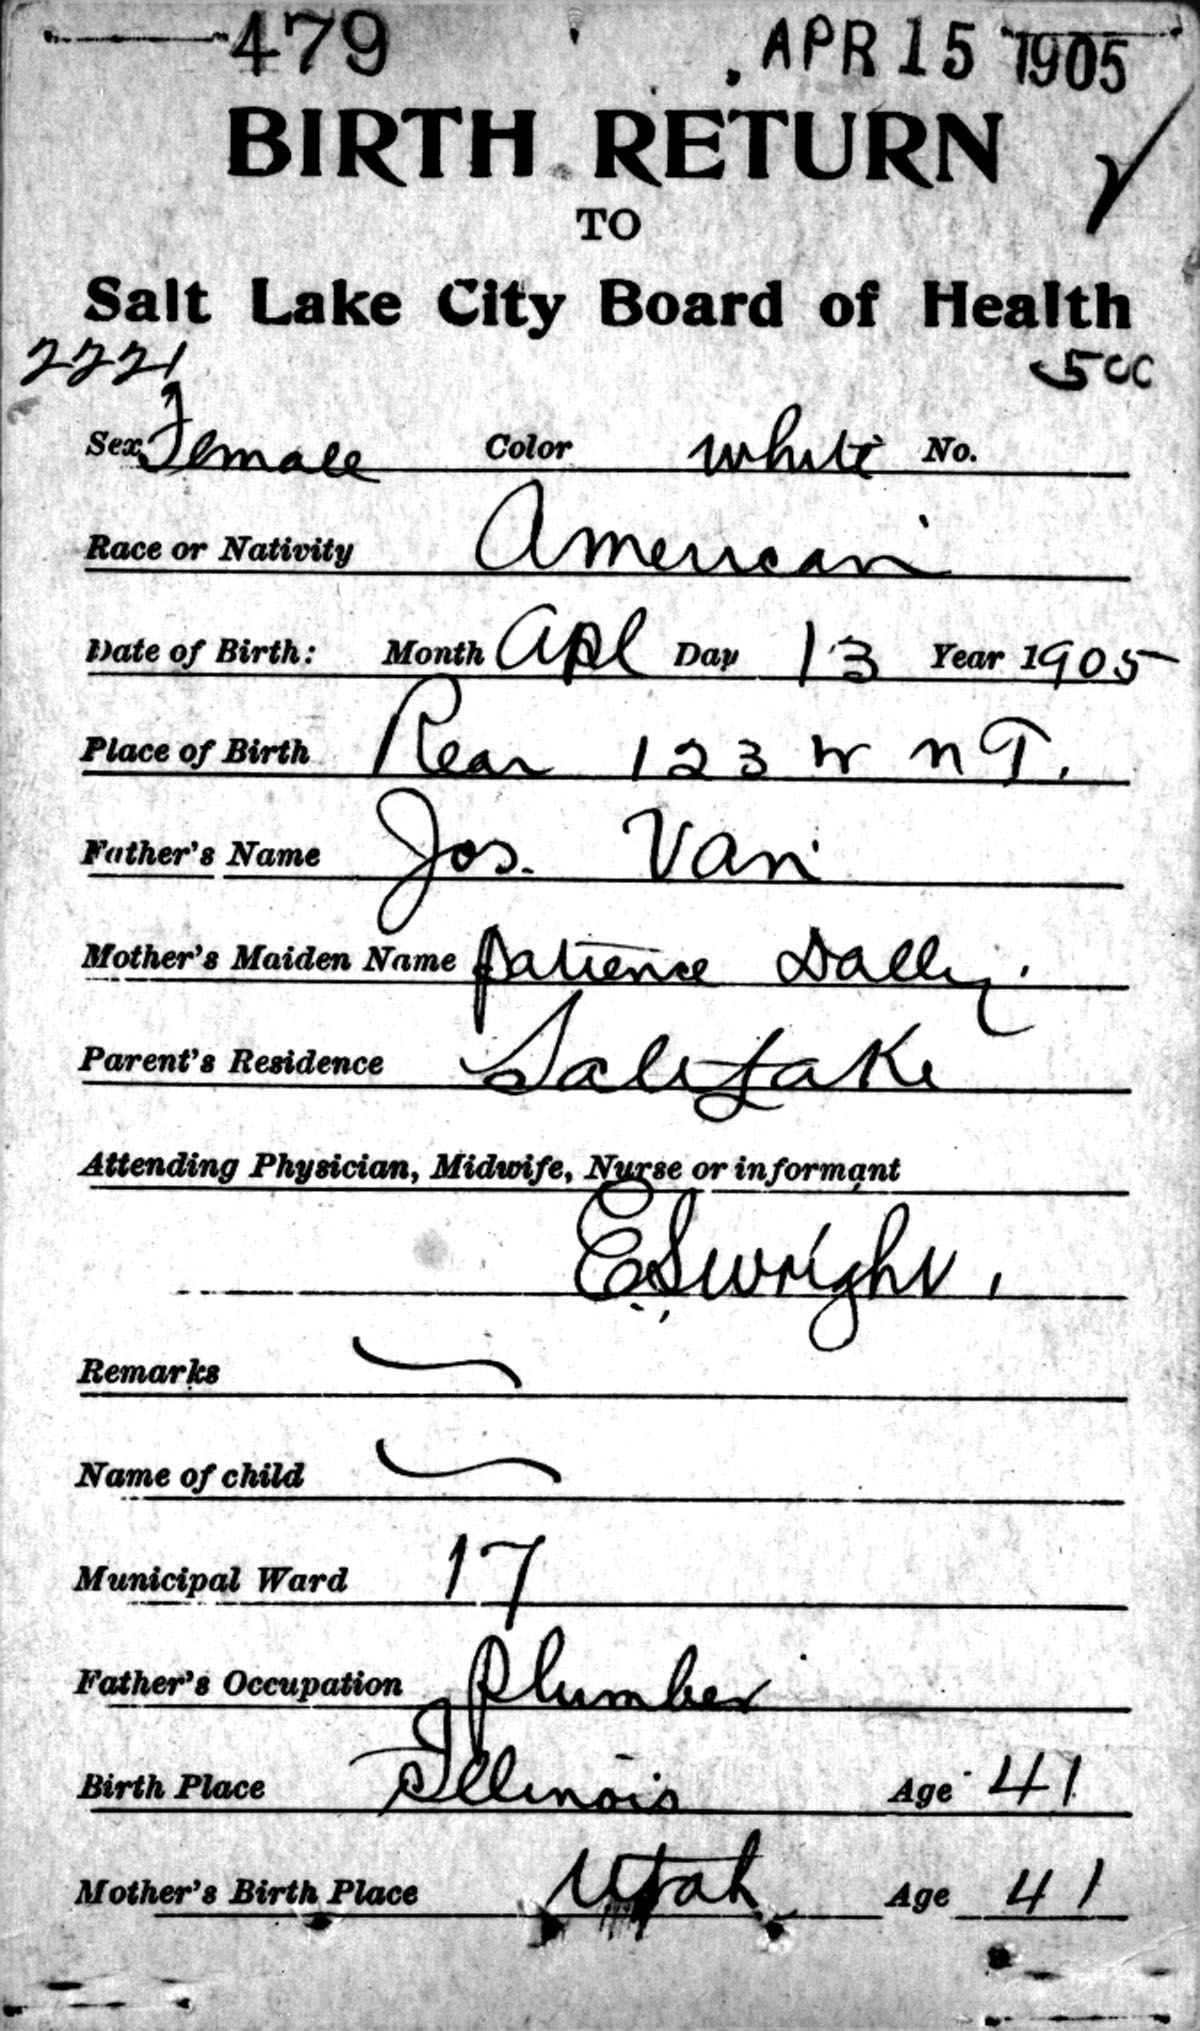 479 APR 15 1905
BIRTH RETURN
TO
Salt Lake City Board of Health
2221 500
Sex Female Color White No.
Race or Nativity American
Date of Birth: Month Apl Day 13 Year 1905
Place of Birth Rear 123 W N T.
Father's Name Jos. Van
Mother's Maiden Name Patience Dally.
Parent's Residence Salt Lake
Attending Physician, Midwife, Nurse or informant
E S Wright.
Remarks
Name of child
Municipal Ward 17
Father's Occupation Plumber
Birth Place Illinois Age 41
Mother's Birth Place Utah Age 41